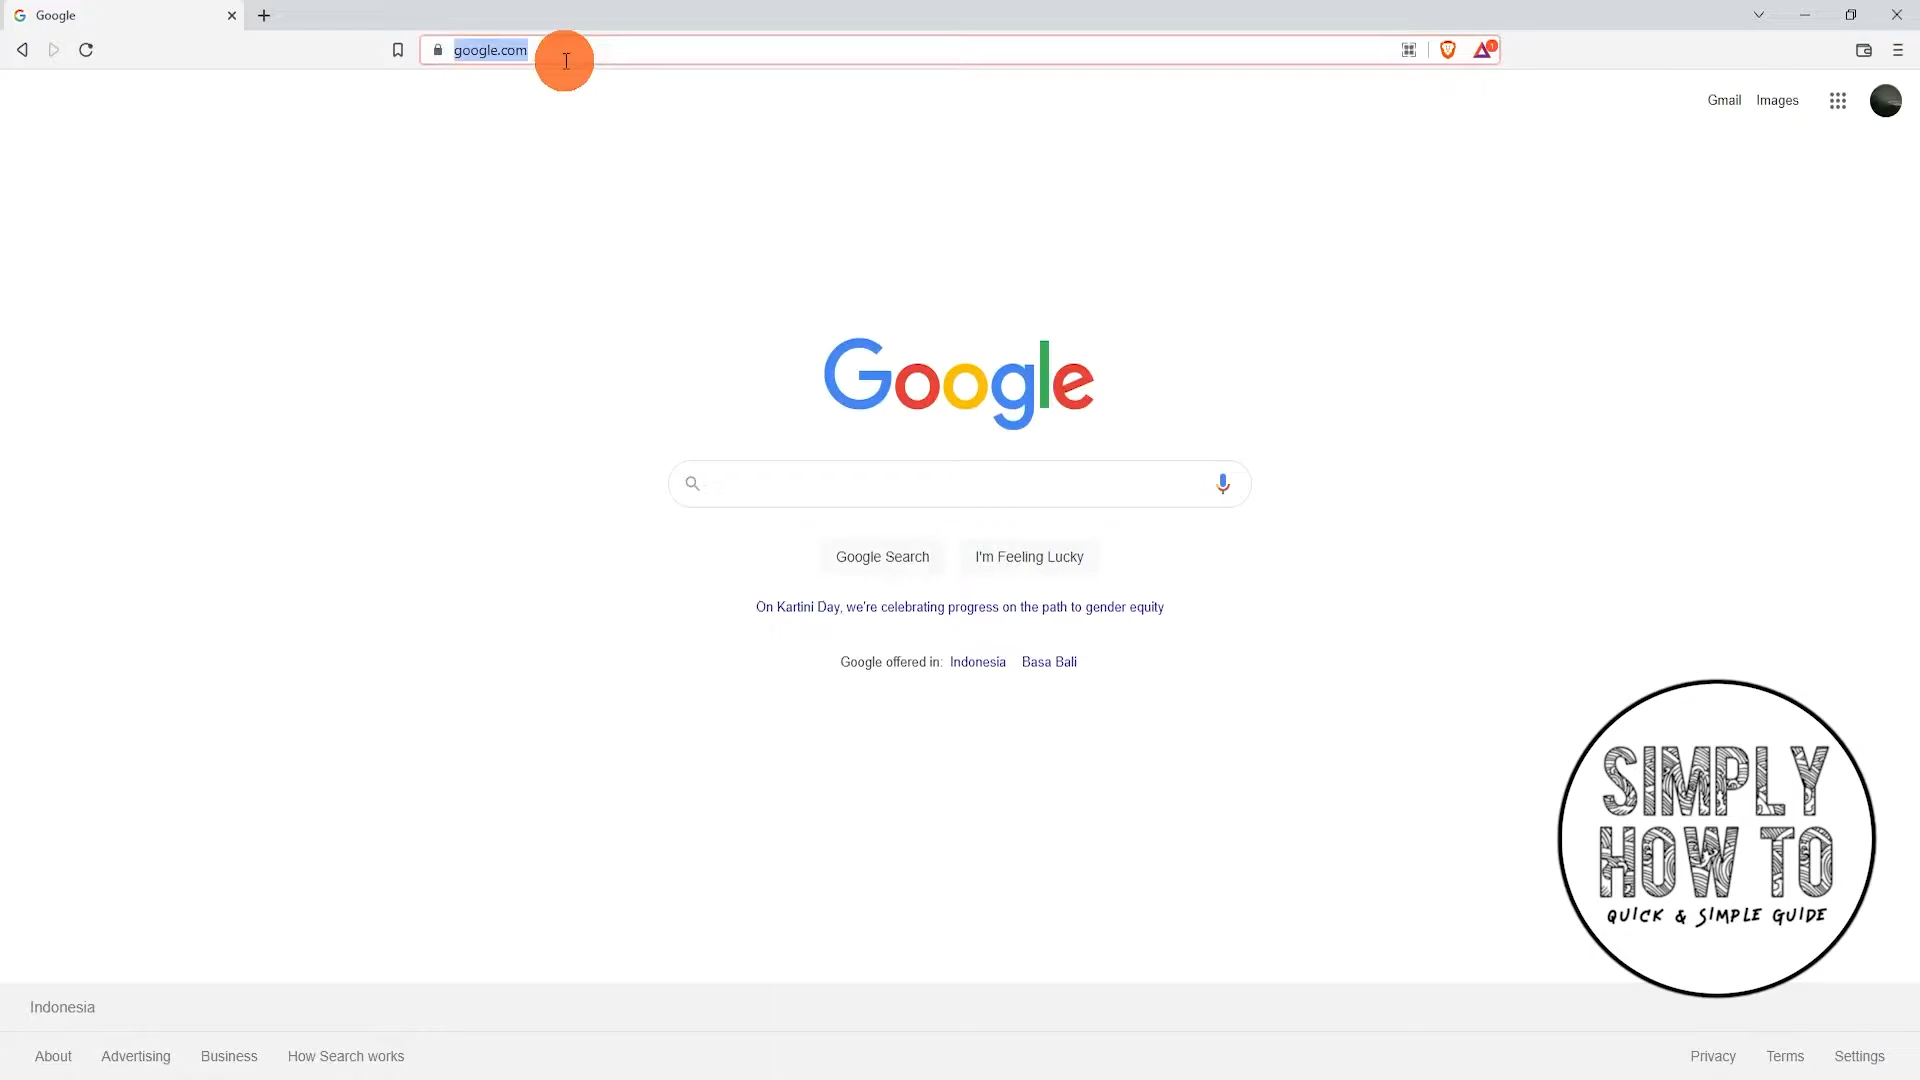 Google
google.com
1
Gmail Images
Google
Google Search I'm Feeling Lucky
On Kartini Day, we're celebrating progress on the path to gender equity
Google offered in: Indonesia Basa Bali
SIMPLY
HOW TO
QUICK & SIMPLE GUIDE
Indonesia
About Advertising Business How Search works Privacy Terms Settings